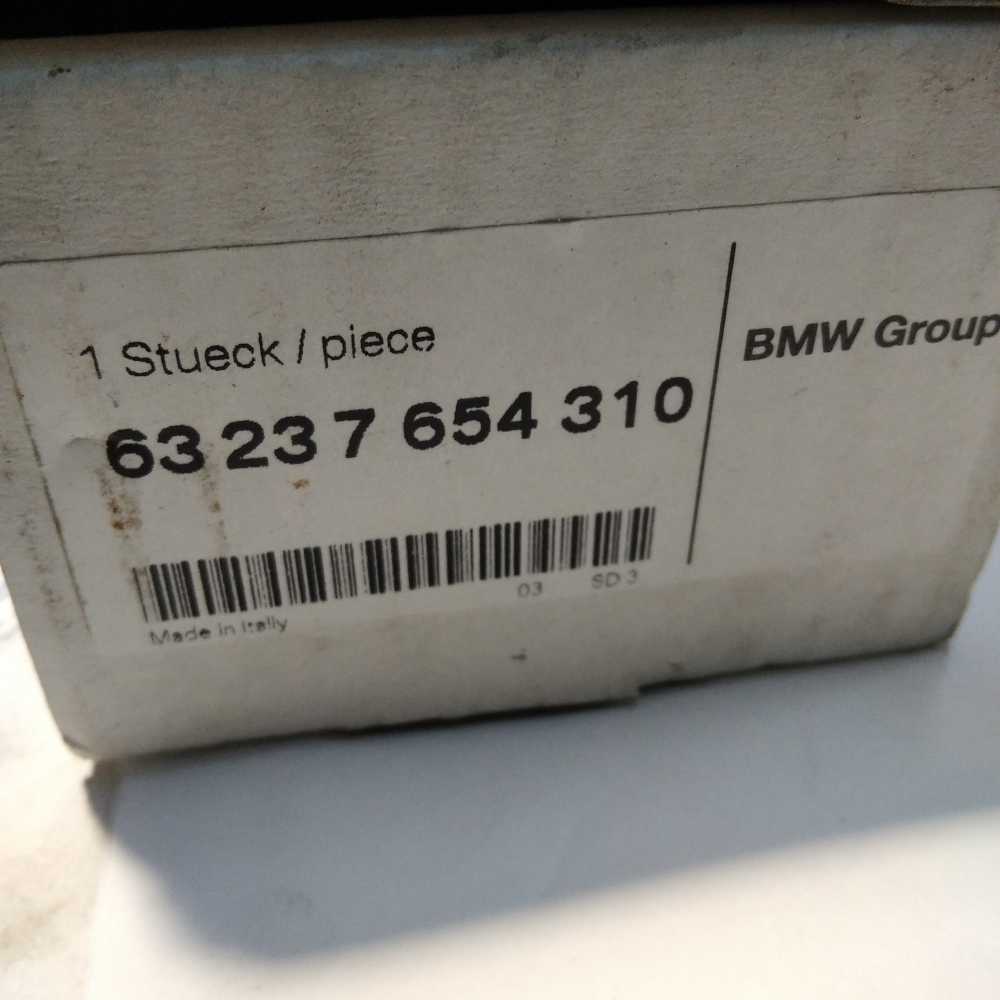 1 Stueck / piece
63 23 7 654 310
03 SD 3
Made in Italy
BMW Group